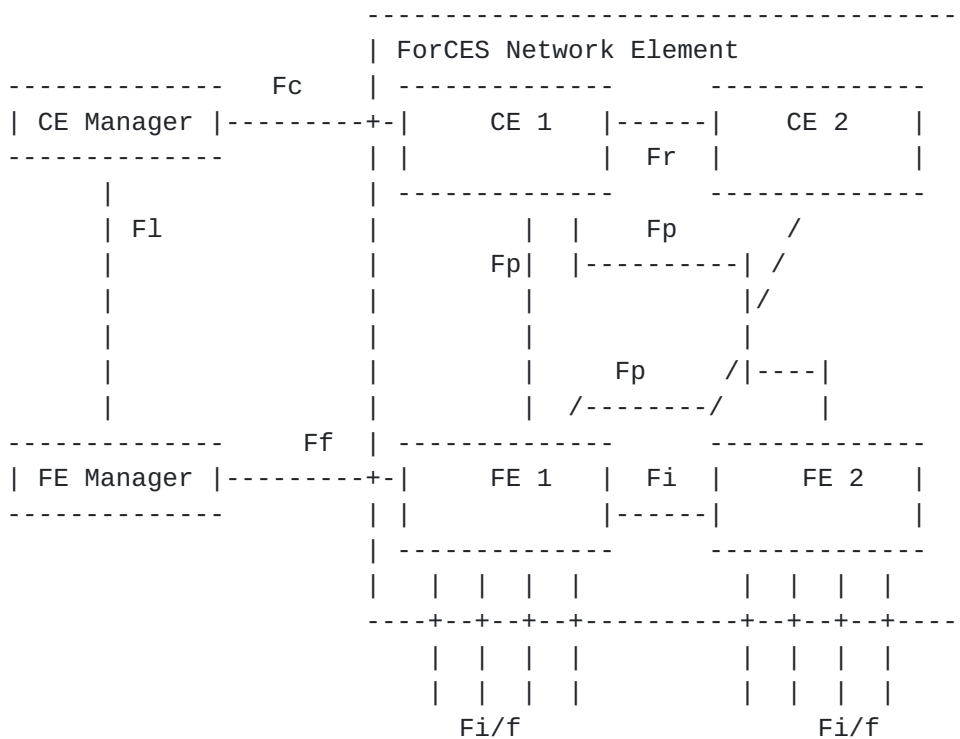 ForCES Network Element
Fc
CE Manager CE 1 CE 2
Fr
Fl Fp
Fp
Fp
Ff
FE Manager FE 1 Fi FE 2
Fi/f Fi/f